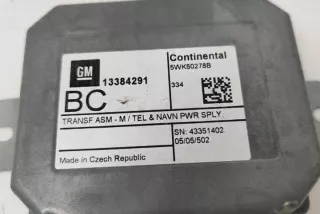 GM 13384291
Continental
5WK50278B
BC
334
TRANSF ASM - M / TEL & NAVN PWR SPLY
SN: 43351402
05/05/502
Made in Czech Republic